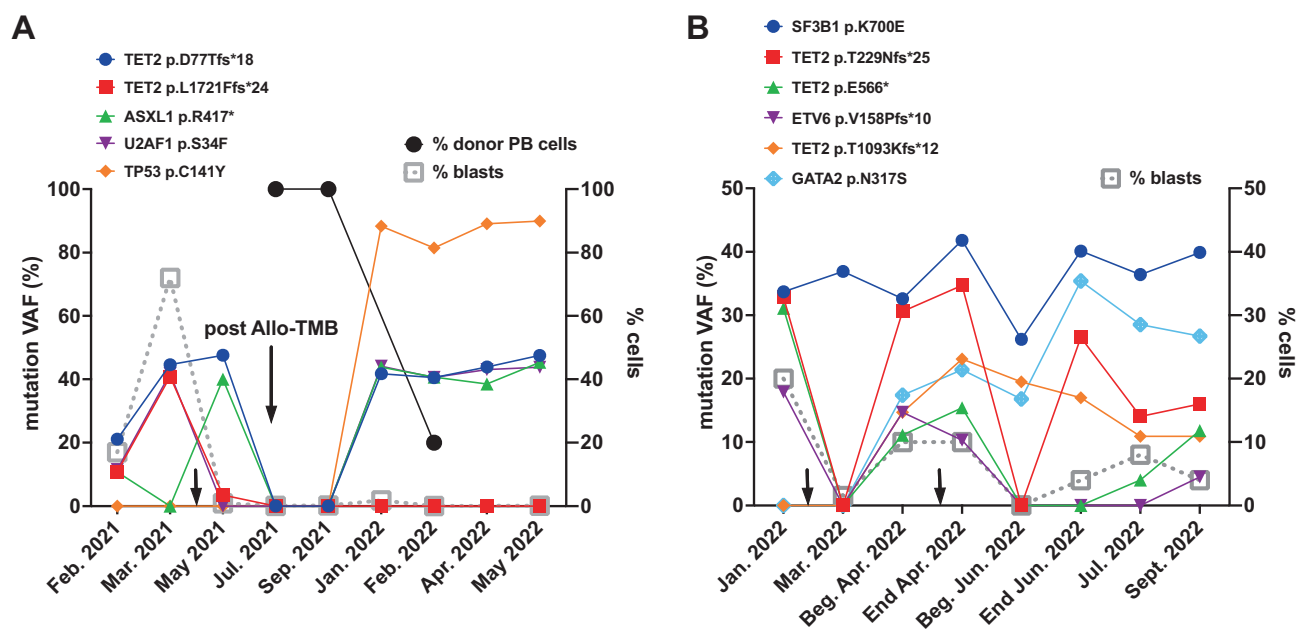 A
TET2 p.D77Tfs*18
TET2 p.L1721Ffs*24
ASXL1 p.R417*
U2AF1 p.S34F
TP53 p.C141Y
% donor PB cells
% blasts
post Allo-TMB
mutation VAF (%)
100
80
60
40
20
0
100
80
60
40
20
0
% cells
Feb. 2021
Mar. 2021
May 2021
Jul. 2021
Sep. 2021
Jan. 2022
Feb. 2022
Apr. 2022
May 2022
B
SF3B1 p.K700E
TET2 p.T229Nfs*25
TET2 p.E566*
ETV6 p.V158Pfs*10
TET2 p.T1093Kfs*12
GATA2 p.N317S
% blasts
mutation VAF (%)
50
40
30
20
10
0
50
40
30
20
10
0
% cells
Jan. 2022
Mar. 2022
Beg. Apr. 2022
End Apr. 2022
Beg. Jun. 2022
End Jun. 2022
Jul. 2022
Sept. 2022